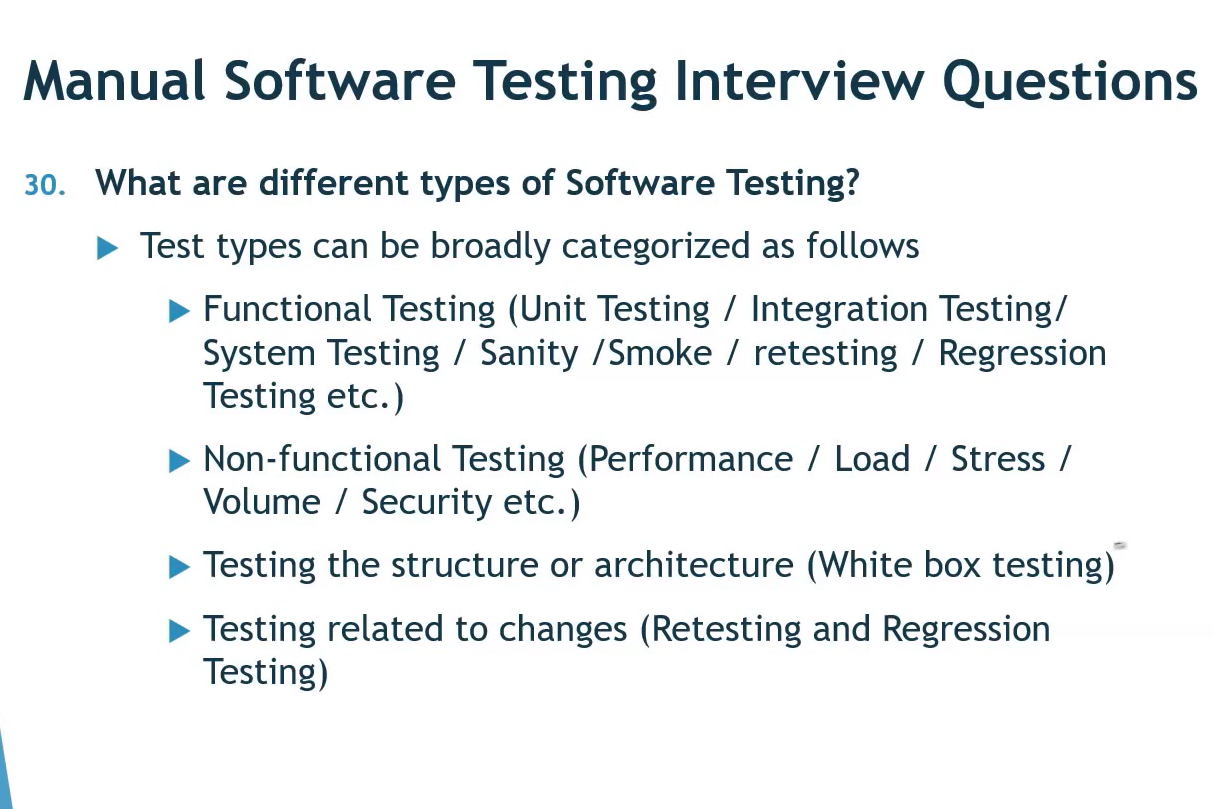 Manual Software Testing Interview Questions
30. What are different types of Software Testing?
Test types can be broadly categorized as follows
Functional Testing (Unit Testing / Integration Testing/
System Testing / Sanity /Smoke / retesting / Regression
Testing etc.)
Non-functional Testing (Performance / Load / Stress /
Volume / Security etc.)
Testing the structure or architecture (White box testing)
Testing related to changes (Retesting and Regression
Testing)